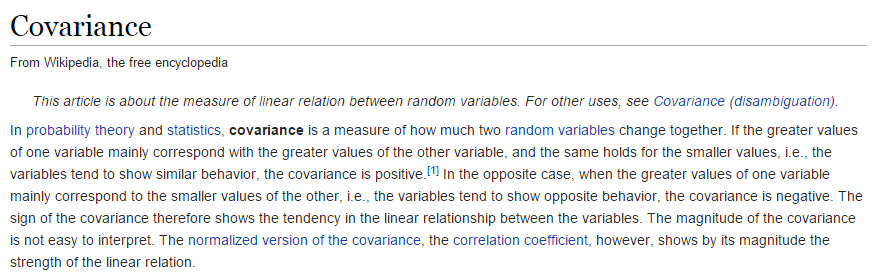 Covariance
From Wikipedia, the free encyclopedia
This article is about the measure of linear relation between random variables. For other uses, see Covariance (disambiguation).
In probability theory and statistics, covariance is a measure of how much two random variables change together. If the greater values
of one variable mainly correspond with the greater values of the other variable, and the same holds for the smaller values, i.e., the
variables tend to show similar behavior, the covariance is positive.[1] In the opposite case, when the greater values of one variable
mainly correspond to the smaller values of the other, i.e., the variables tend to show opposite behavior, the covariance is negative. The
sign of the covariance therefore shows the tendency in the linear relationship between the variables. The magnitude of the covariance
is not easy to interpret. The normalized version of the covariance, the correlation coefficient, however, shows by its magnitude the
strength of the linear relation.